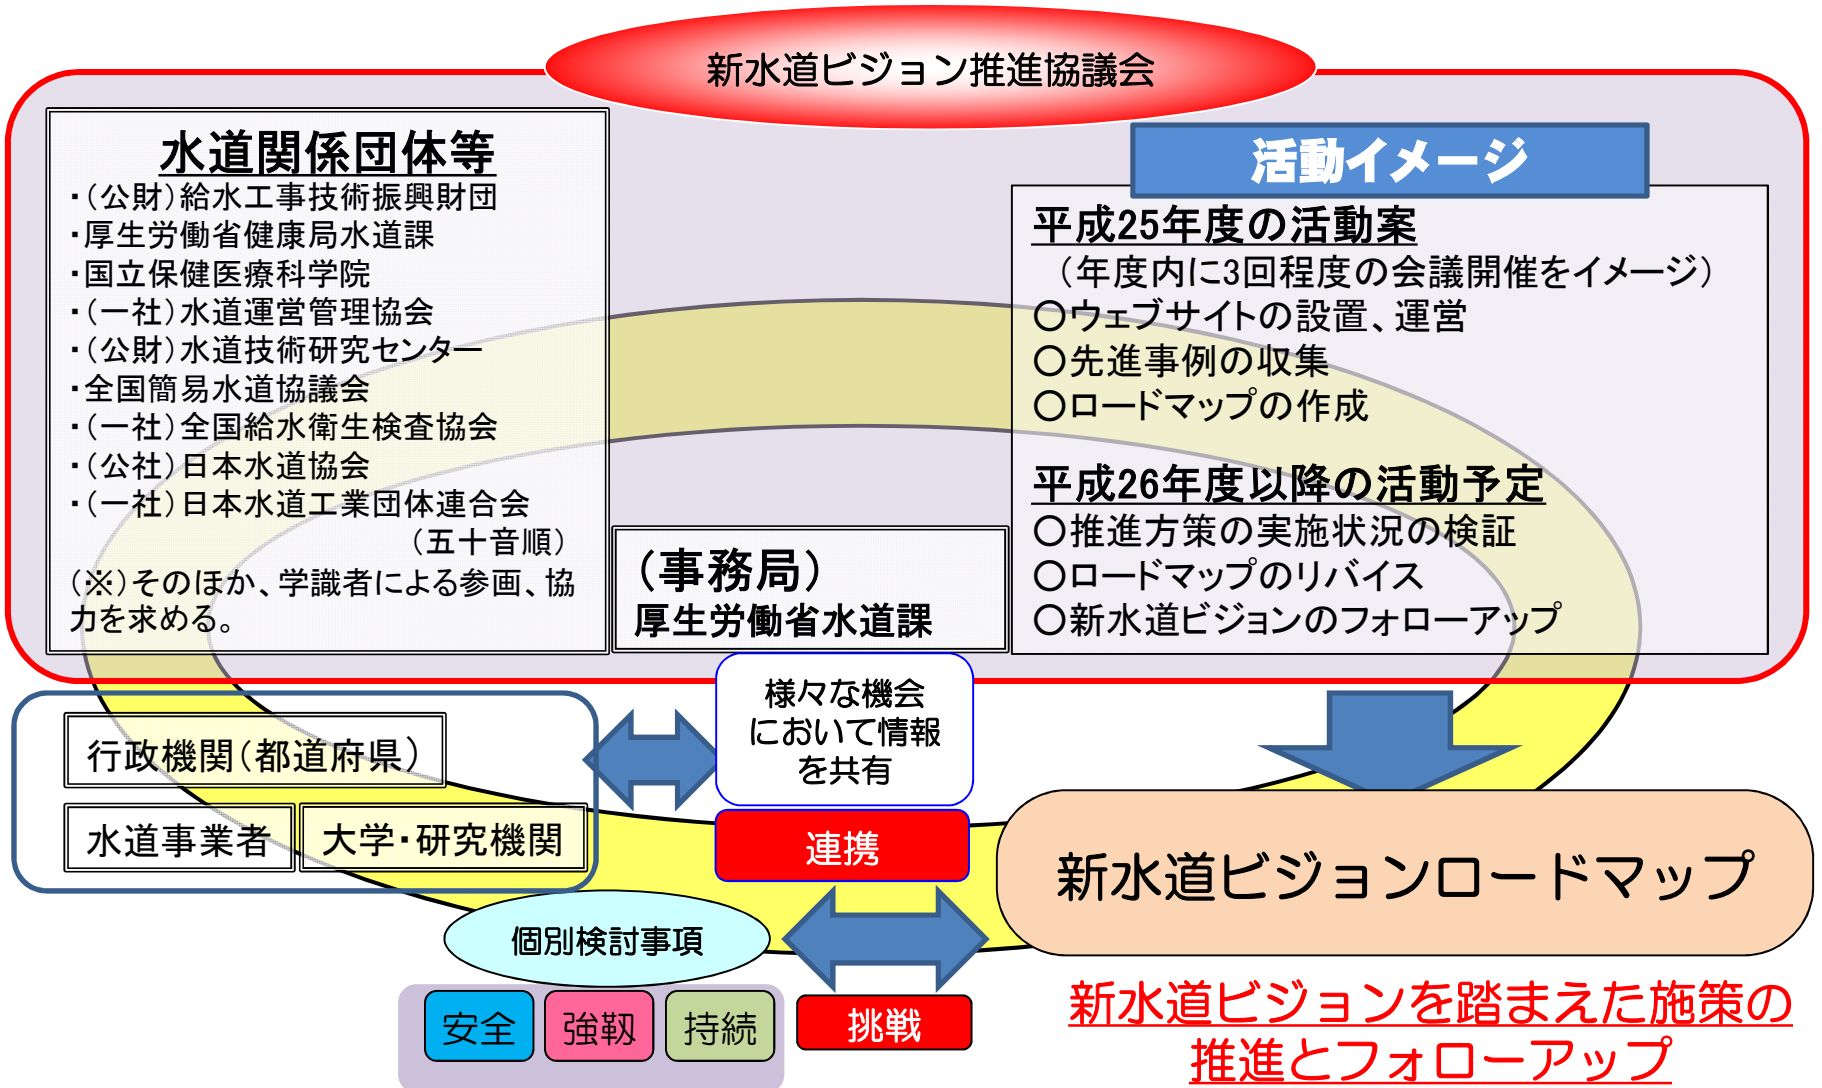 新水道ビジョン推進協議会
水道関係団体等
・(公財)給水工事技術振興財団
・厚生労働省健康局水道課
・国立保健医療科学院
・(一社)水道運営管理協会
・(公財)水道技術研究センター
・全国簡易水道協議会
・(一社)全国給水衛生検査協会
・(公社)日本水道協会
・(一社)日本水道工業団体連合会
(五十音順)
(※)そのほか、学識者による参画、協
力を求める。
(事務局)
厚生労働省水道課
活動イメージ
平成25年度の活動案
(年度内に3回程度の会議開催をイメージ)
○ウェブサイトの設置、運営
○先進事例の収集
○ロードマップの作成
平成26年度以降の活動予定
○推進方策の実施状況の検証
○ロードマップのリバイス
○新水道ビジョンのフォローアップ
行政機関(都道府県)
水道事業者
大学・研究機関
様々な機会
において情報
を共有
連携
新水道ビジョンロードマップ
個別検討事項
安全
強靱
持続
挑戦
新水道ビジョンを踏まえた施策の
推進とフォローアップ